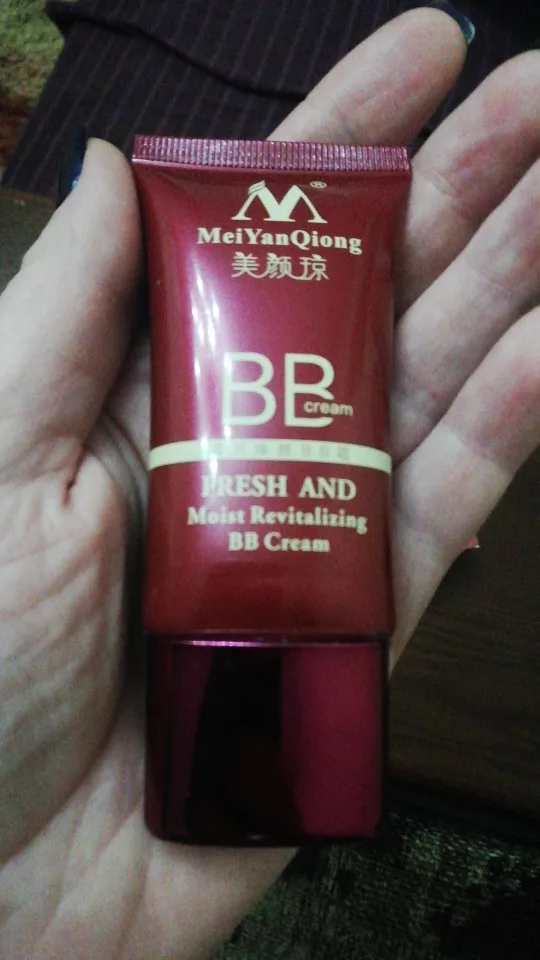 ®
MeiYanQiong
美颜琼
BB
cream
FRESH AND
Moist Revitalizing
BB Cream